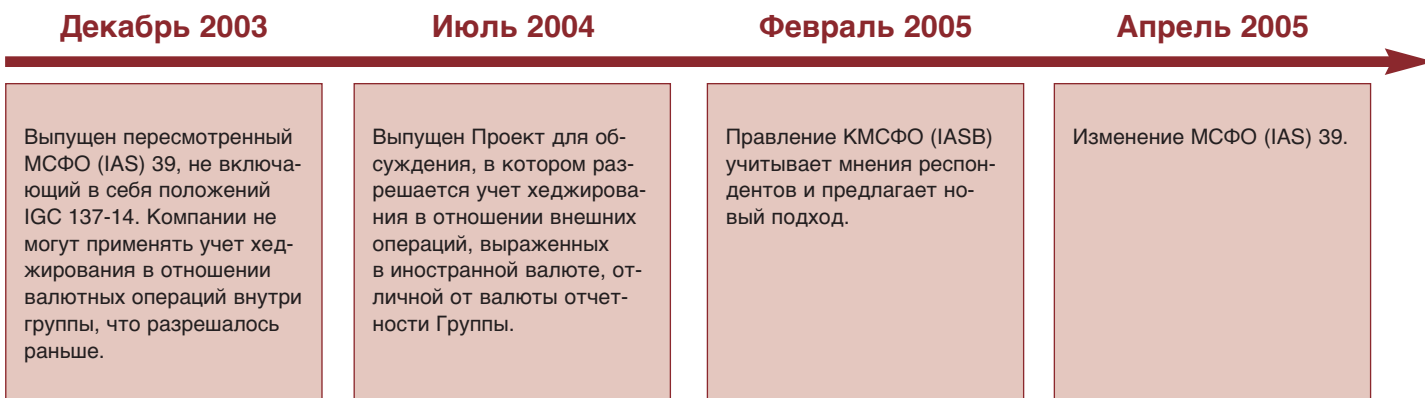 Декабрь 2003
Июль 2004
Февраль 2005
Апрель 2005
Выпущен пересмотренный
МСФО (IAS) 39, не включа-
ющий в себя положений
IGC 137-14. Компании не
могут применять учет хед-
жирования в отношении
валютных операций внутри
группы, что разрешалось
раньше.
Выпущен Проект для об-
суждения, в котором раз-
решается учет хеджирова-
ния в отношении внешних
операций, выраженных
в иностранной валюте, от-
личной от валюты отчет-
ности Группы.
Правление КМСФО (IASB)
учитывает мнения респон-
дентов и предлагает но-
вый подход.
Изменение МСФО (IAS) 39.